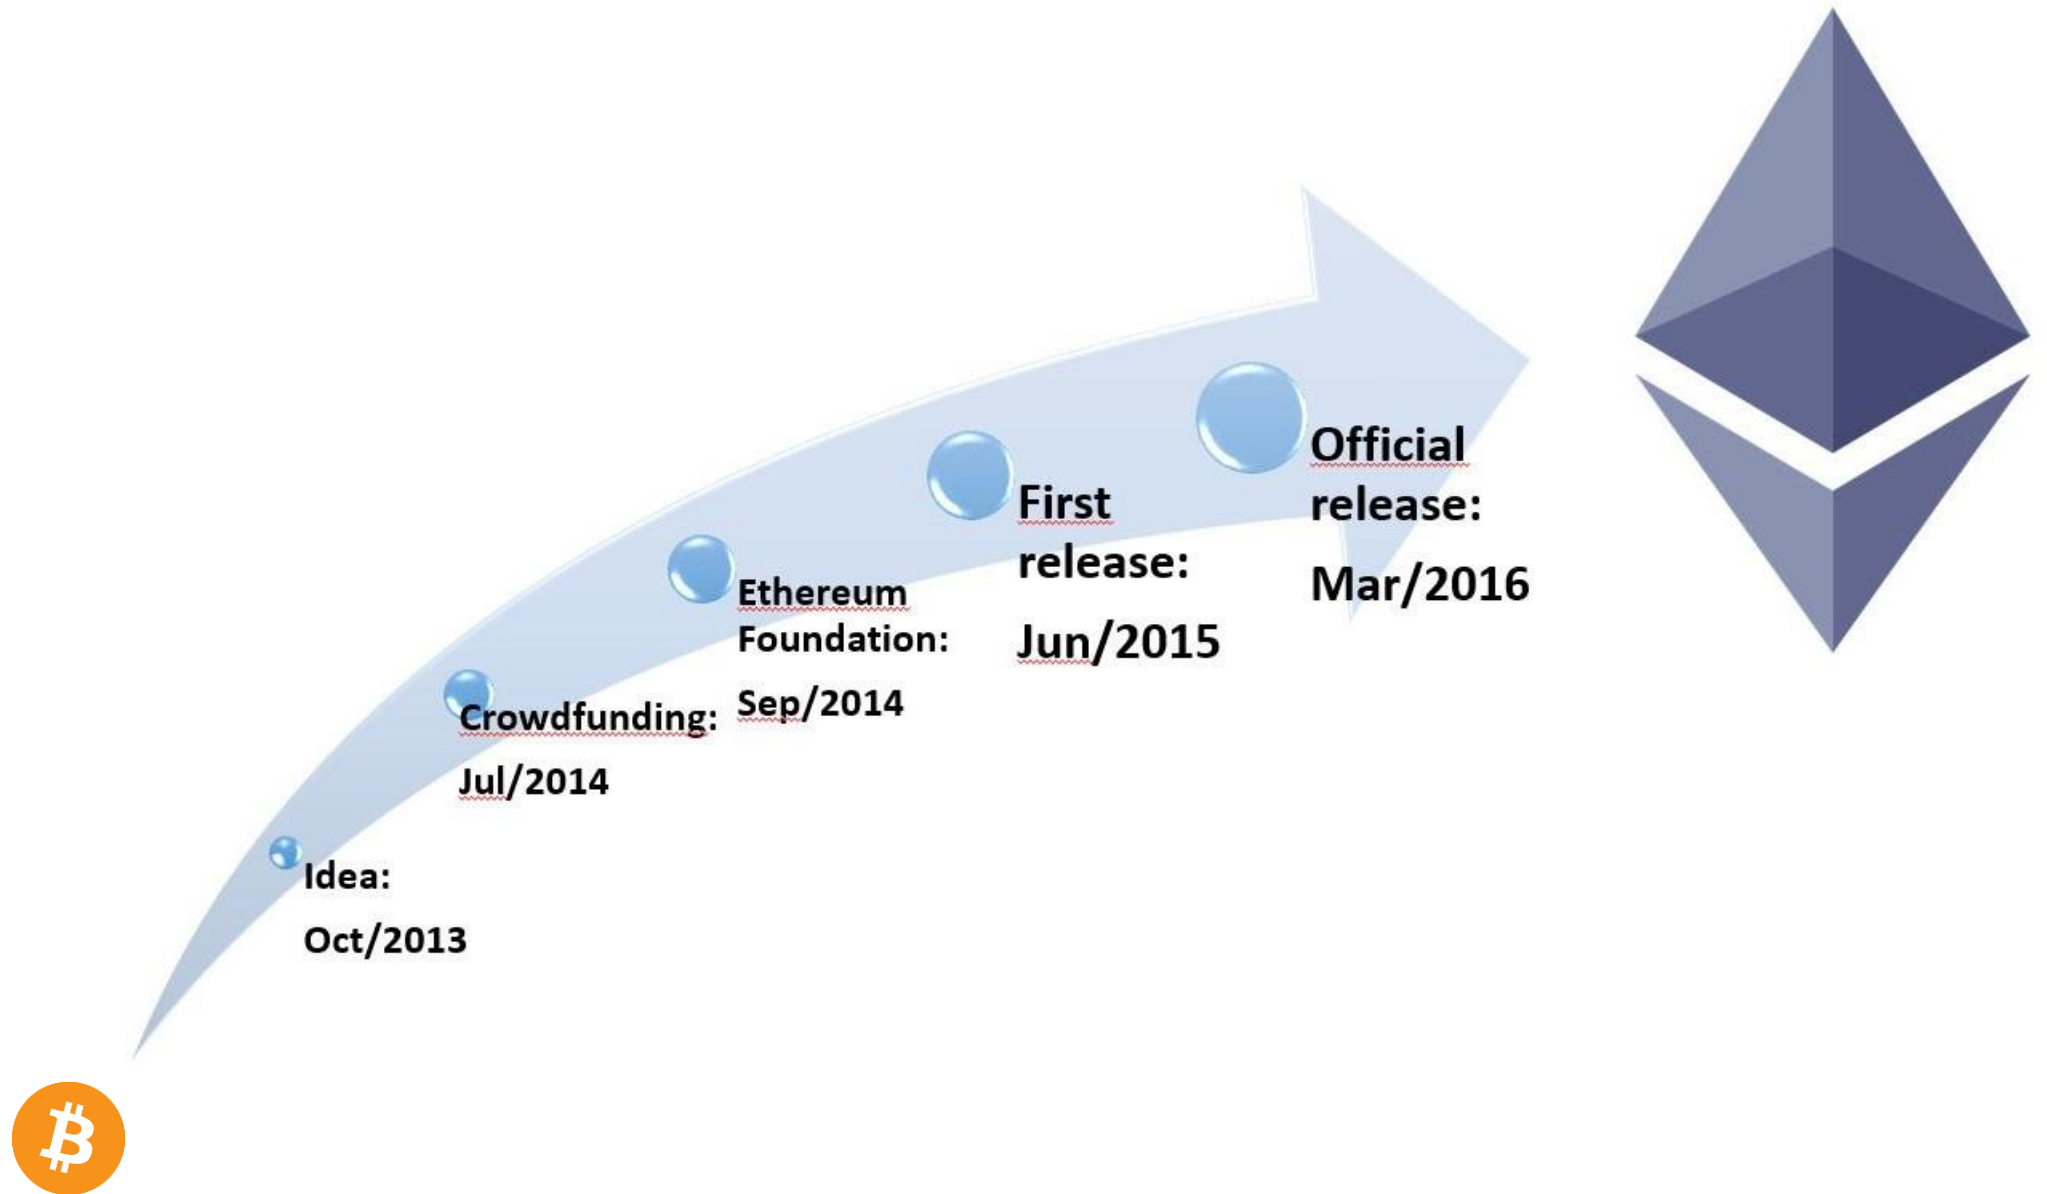 Idea:
Oct/2013
Crowdfunding:
Jul/2014
Ethereum
Foundation:
Sep/2014
First
release:
Jun/2015
Official
release:
Mar/2016